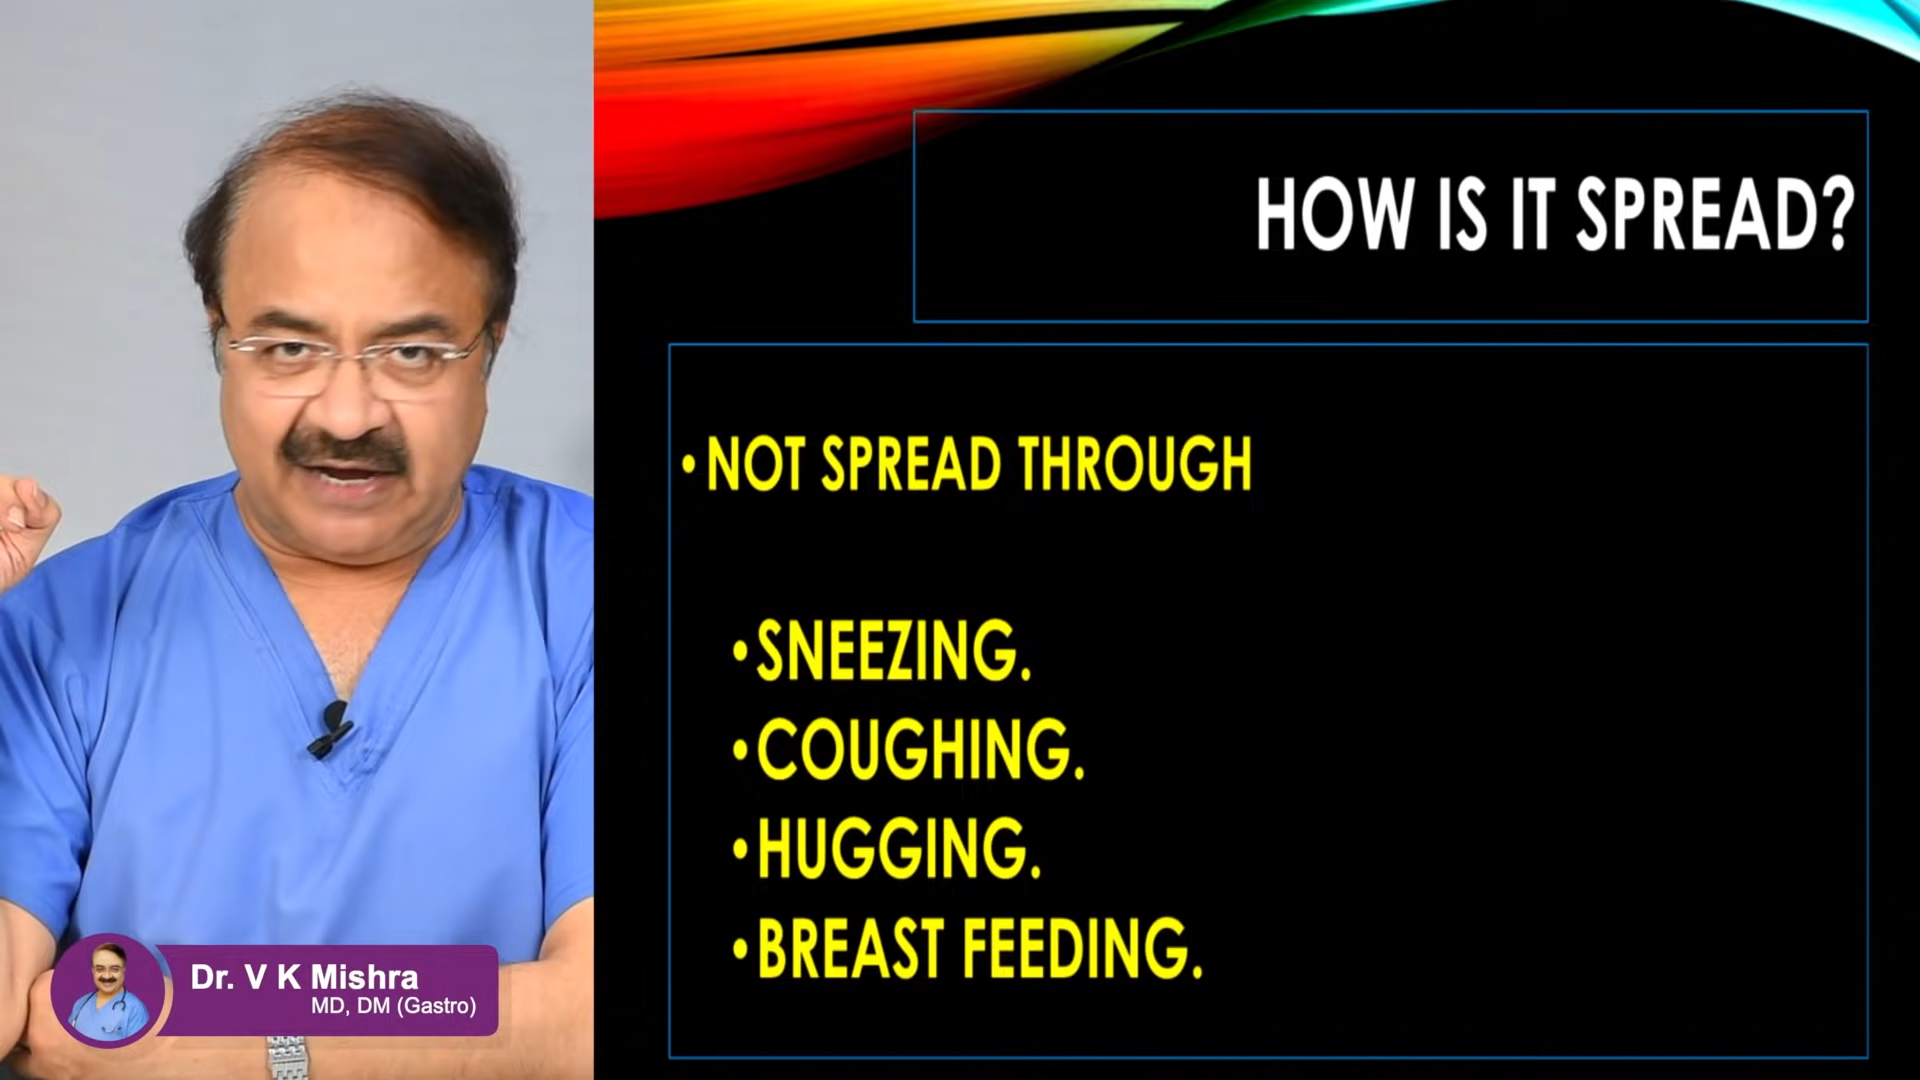 HOW IS IT SPREAD?
• NOT SPREAD THROUGH
• SNEEZING.
• COUGHING.
• HUGGING.
• BREAST FEEDING.
Dr. V K Mishra
MD, DM (Gastro)